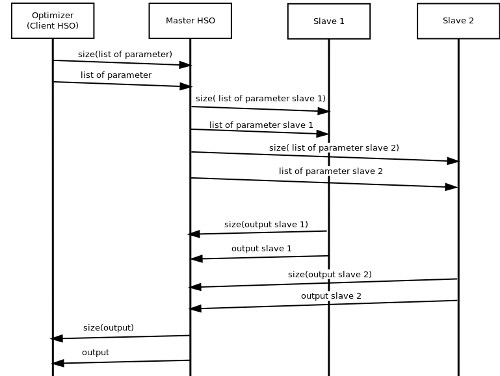 Optimizer
(Client HSO)
Master HSO
Slave 1
Slave 2
size(list of parameter)
list of parameter
size( list of parameter slave 1)
list of parameter slave 1
size( list of parameter slave 2)
list of parameter slave 2
size(output slave 1)
output slave 1
size(output slave 2)
output slave 2
size(output)
output